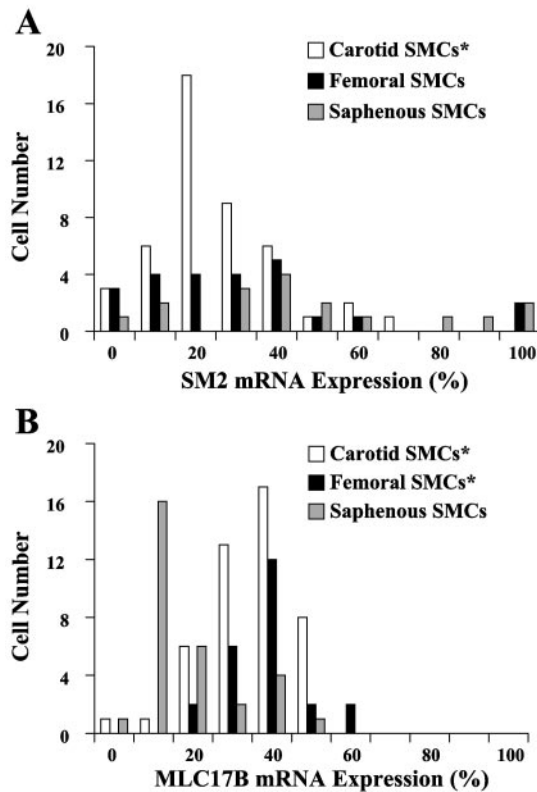 A
20
16
12
8
4
0
Cell Number
Carotid SMCs*
Femoral SMCs
Saphenous SMCs
0 20 40 60 80 100
SM2 mRNA Expression (%)
B
20
16
12
8
4
0
Cell Number
Carotid SMCs*
Femoral SMCs*
Saphenous SMCs
0 20 40 60 80 100
MLC17B mRNA Expression (%)